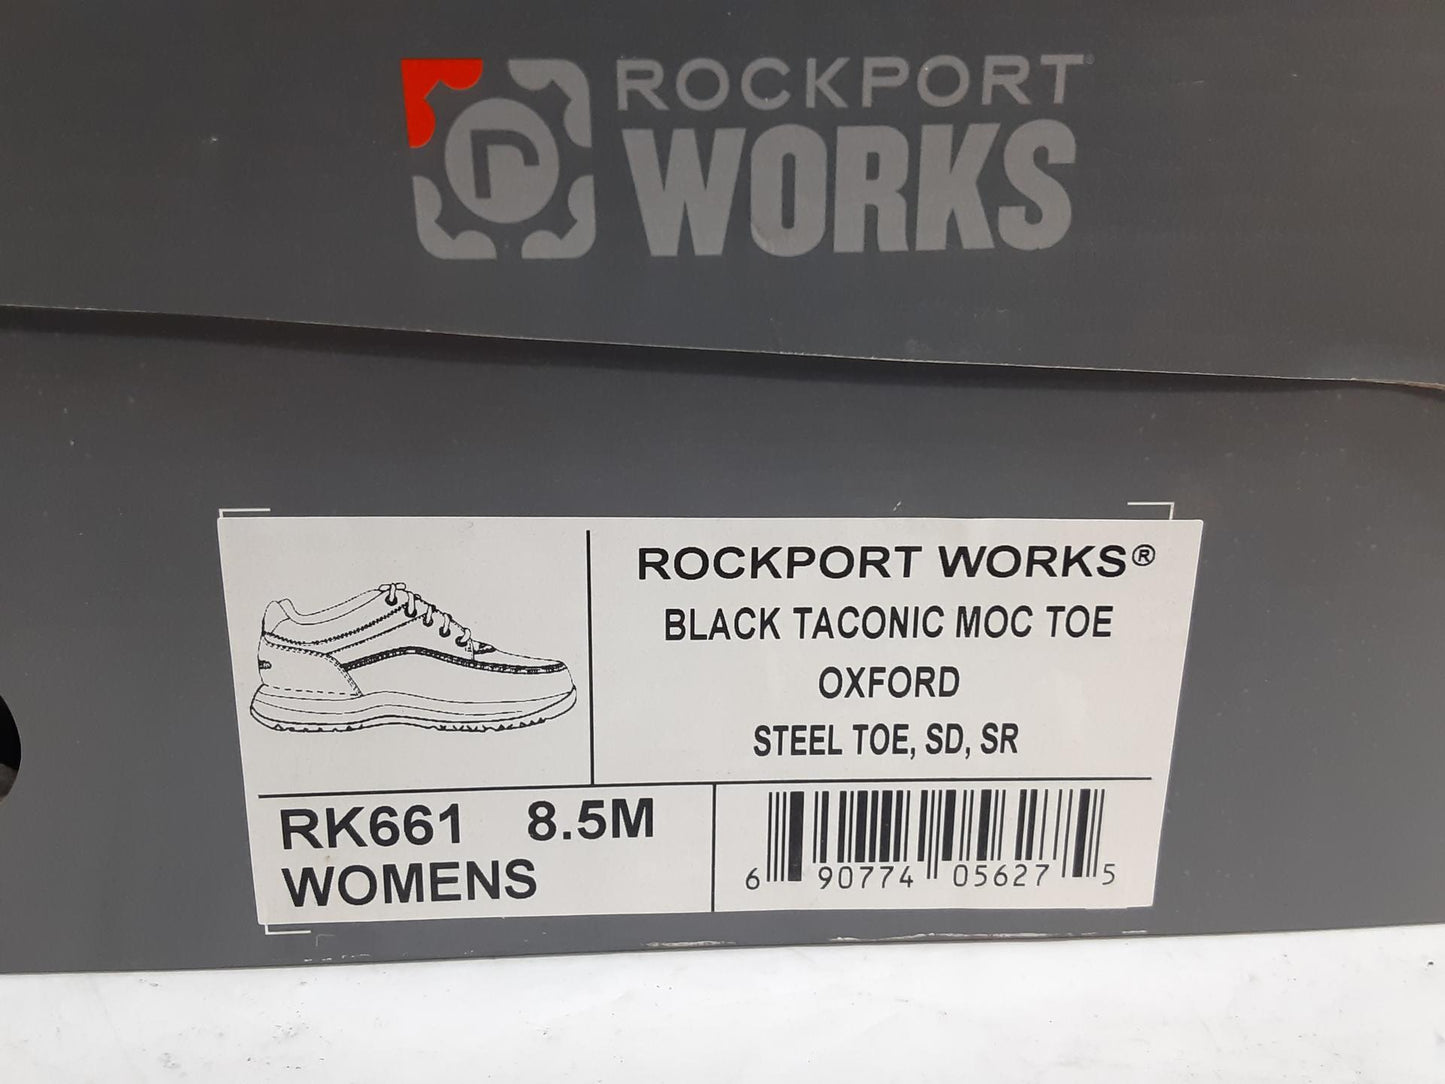 ROCKPORT
WORKS
ROCKPORT WORKS®
BLACK TACONIC MOC TOE
OXFORD
STEEL TOE, SD, SR
RK661 8.5M
WOMENS
6 90774 05627 5